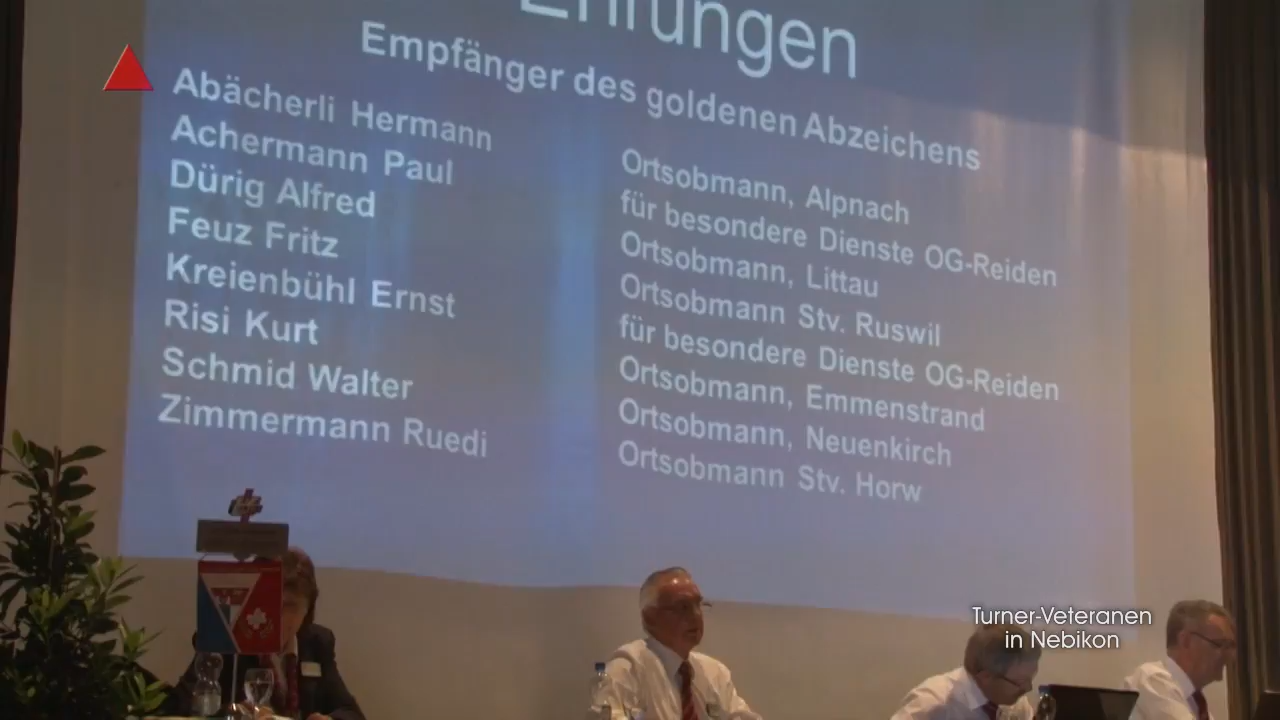 Ehrungen
Empfänger des goldenen Abzeichens
Abächerli Hermann Ortsobmann, Alpnach
Achermann Paul für besondere Dienste OG-Reiden
Dürig Alfred Ortsobmann, Littau
Feuz Fritz Ortsobmann Stv. Ruswil
Kreienbühl Ernst für besondere Dienste OG-Reiden
Risi Kurt Ortsobmann, Emmenstrand
Schmid Walter Ortsobmann, Neuenkirch
Zimmermann Ruedi Ortsobmann Stv. Horw
Turner-Veteranen
in Nebikon